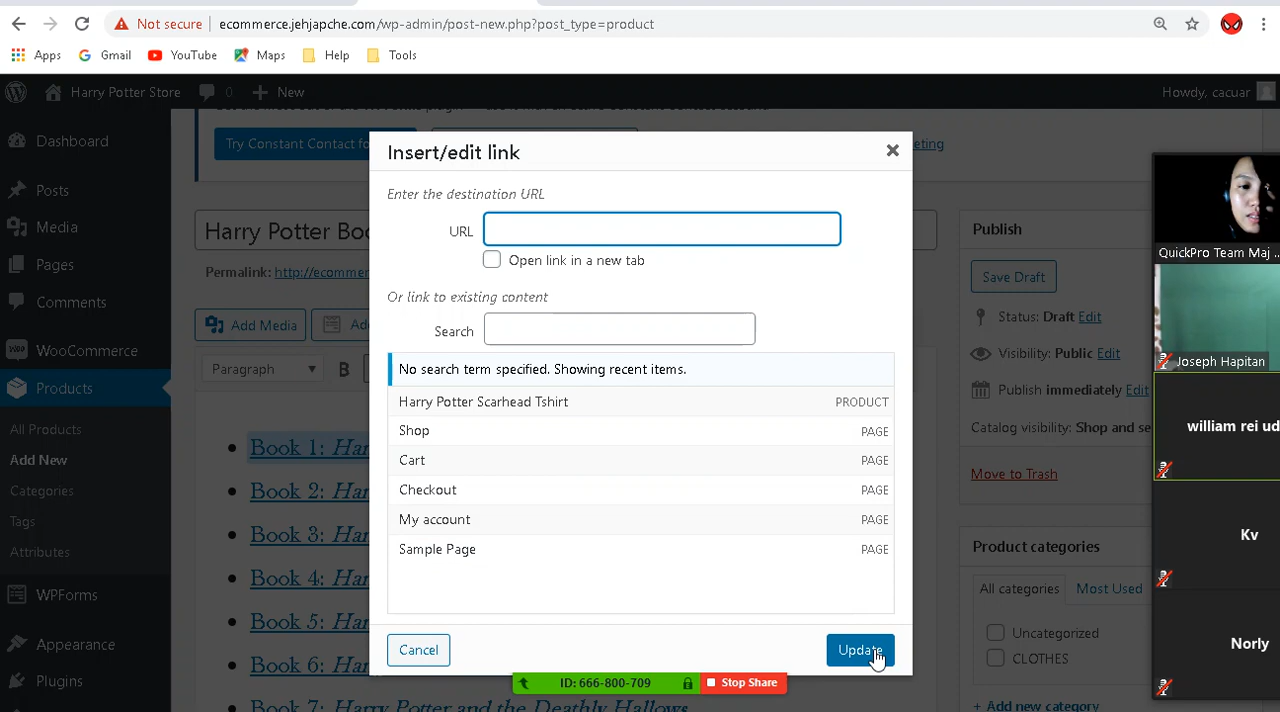 Not secure | ecommerce.jehjapche.com/wp-admin/post-new.php?post_type=product
Apps Gmail YouTube Maps Help Tools
Harry Potter Store 0 + New Howdy, cacuar
Dashboard
Posts
Media
Pages
Comments
WooCommerce
Products
All Products
Add New
Categories
Tags
Attributes
WPForms
Appearance
Plugins
Try Constant Contact fo
eting
Harry Potter Boo
Permalink: http://ecommer
Add Media
Ad
Paragraph B
Book 1: Har
Book 2: Har
Book 3: Har
Book 4: Har
Book 5: Har
Book 6: Har
Book 7: Harry Potter and the Deathly Hallows
Insert/edit link
Enter the destination URL
URL
Open link in a new tab
Or link to existing content
Search
No search term specified. Showing recent items.
Harry Potter Scarhead Tshirt PRODUCT
Shop PAGE
Cart PAGE
Checkout PAGE
My account PAGE
Sample Page PAGE
Cancel Update
ID: 666-800-709 Stop Share
Publish
Save Draft
Status: Draft Edit
Visibility: Public Edit
Publish immediately Edit
Catalog visibility: Shop and se
Move to Trash
Product categories
All categories Most Used
Uncategorized
CLOTHES
+ Add new category
QuickPro Team Maj ...
Joseph Hapitan
william rei ud
Kv
Norly